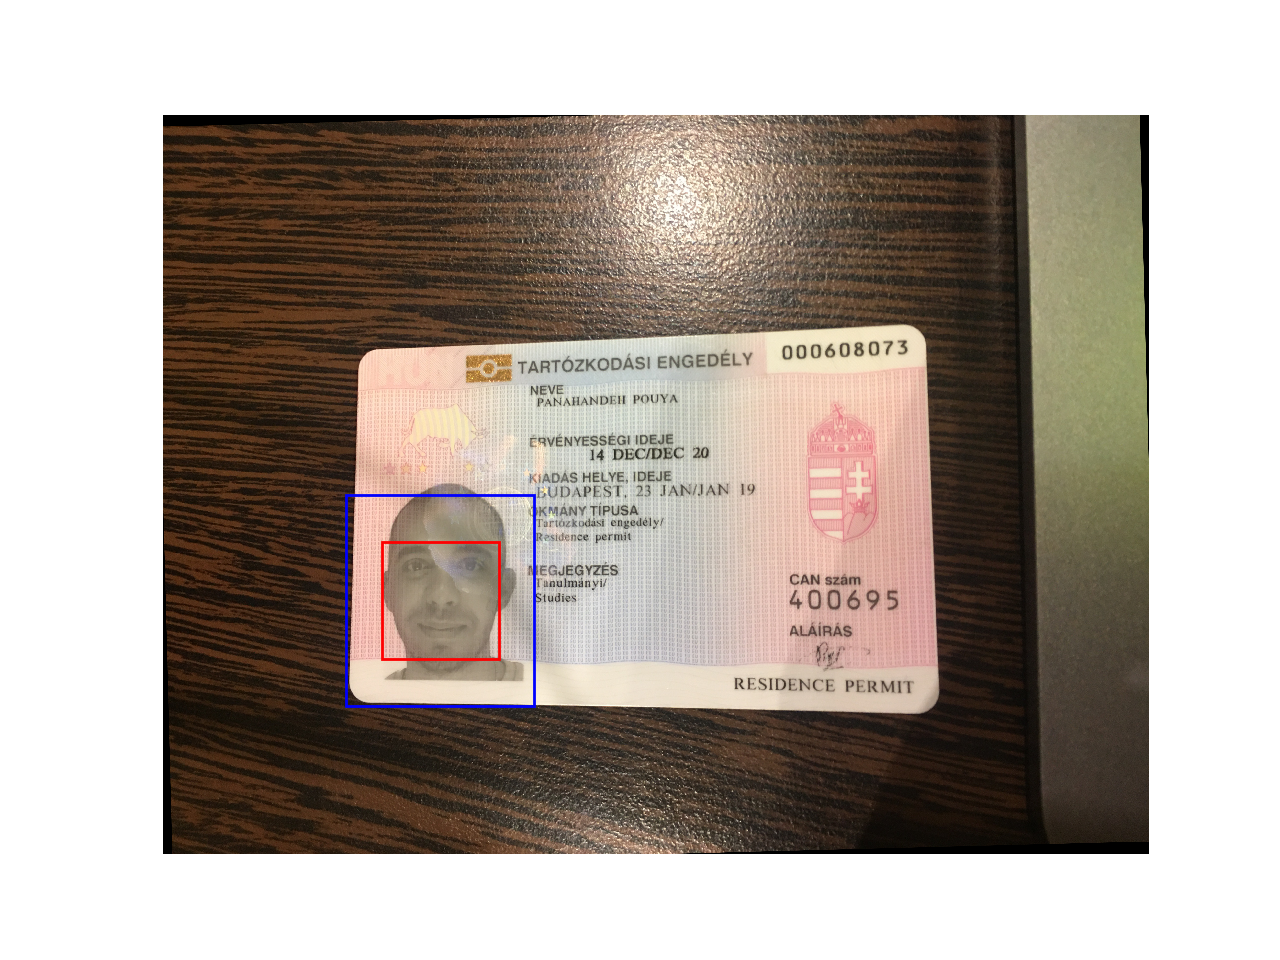 HUN
TARTÓZKODÁSI ENGEDÉLY
000608073
NEVE
PANAHANDEH POUYA
ÉRVÉNYESSÉGI IDEJE
14 DEC/DEC 20
KIADÁS HELYE, IDEJE
BUDAPEST, 23 JAN/JAN 19
OKMÁNY TÍPUSA
Tartózkodási engedély/
Residence permit
MEGJEGYZÉS
Tanulmányi/
Studies
CAN szám
400695
ALÁÍRÁS
RESIDENCE PERMIT